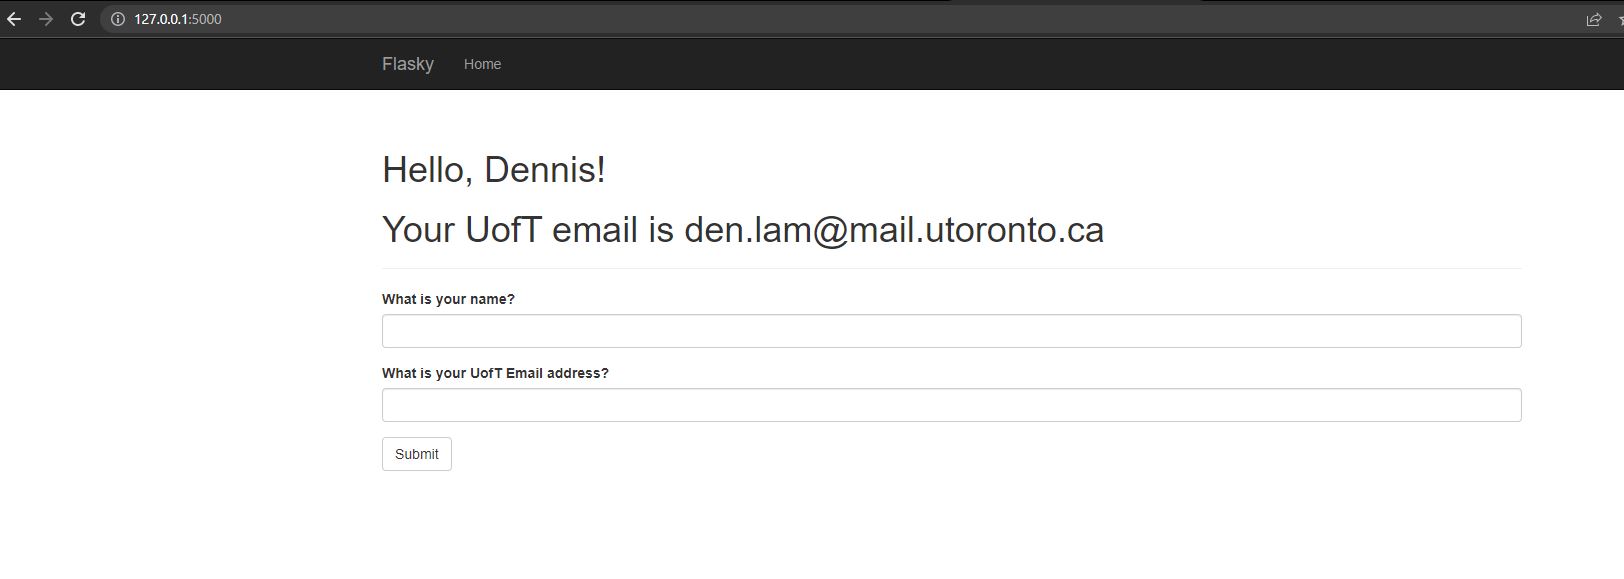 127.0.0.1:5000
Flasky Home
Hello, Dennis!
Your UofT email is den.lam@mail.utoronto.ca
What is your name?
What is your UofT Email address?
Submit